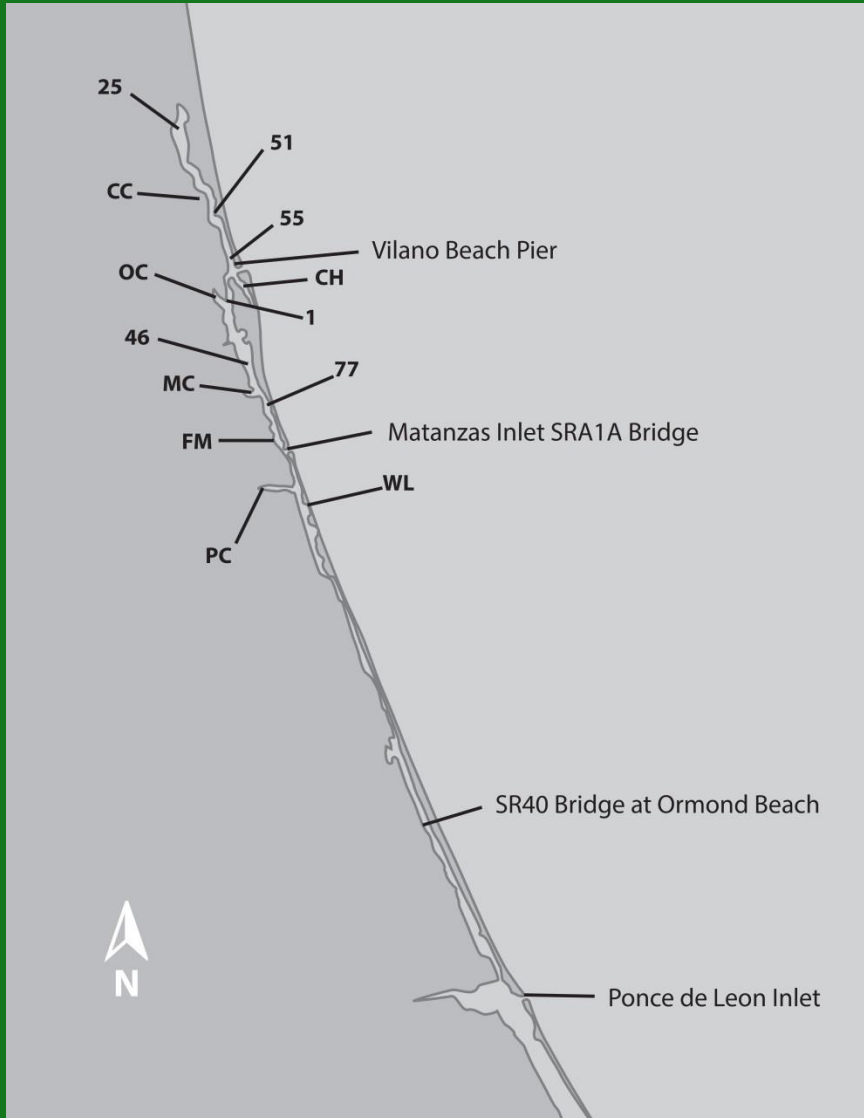 25
51
CC
55
Vilano Beach Pier
OC
CH
1
46
77
MC
Matanzas Inlet SRA1A Bridge
FM
WL
PC
SR40 Bridge at Ormond Beach
N
Ponce de Leon Inlet